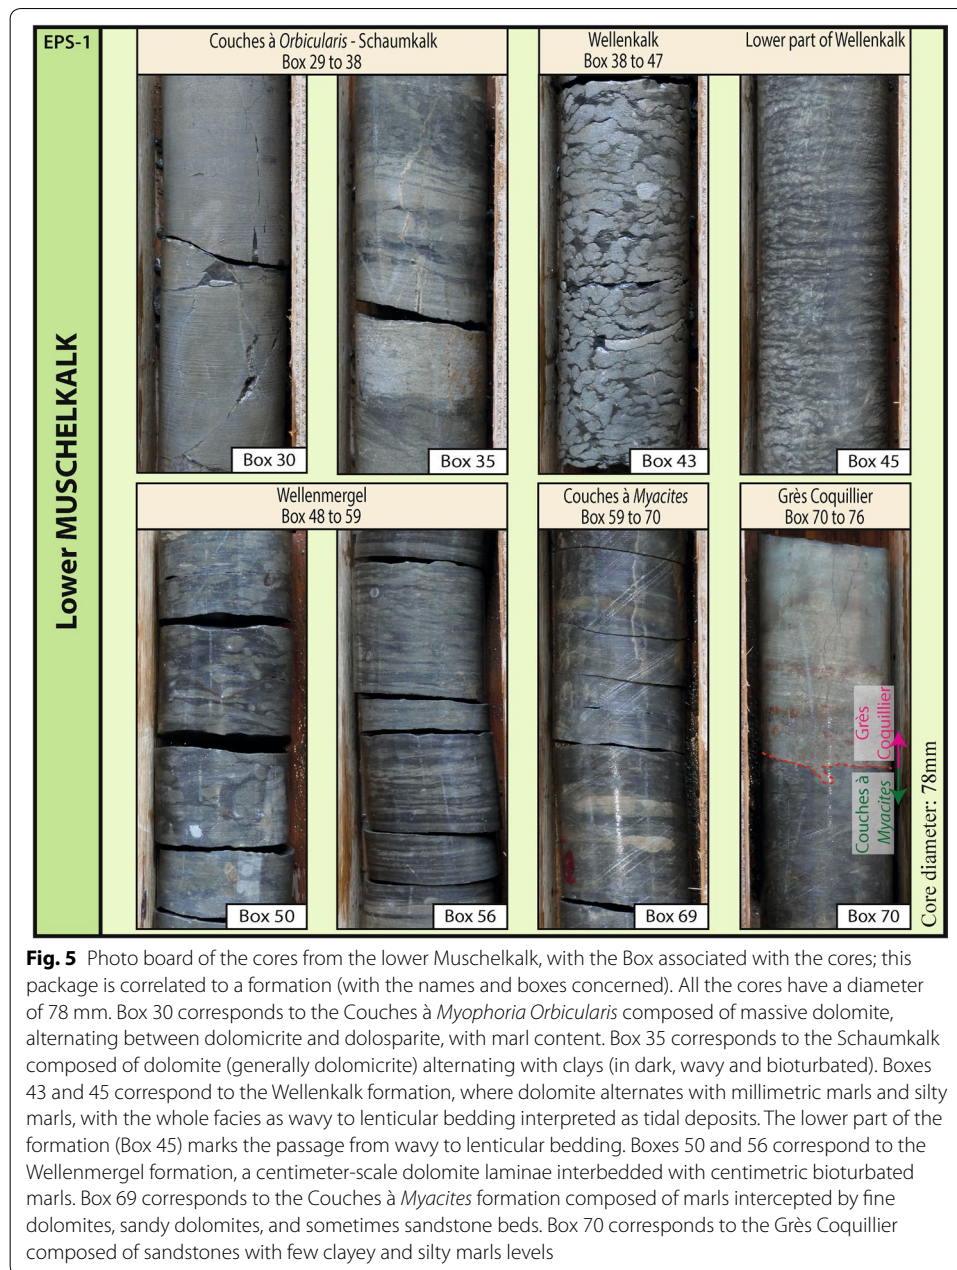 EPS-1
Lower MUSCHELKALK
Couches à Orbicularis - Schaumkalk
Box 29 to 38
Wellenkalk
Box 38 to 47
Lower part of Wellenkalk
Box 30
Box 35
Box 43
Box 45
Wellenmergel
Box 48 to 59
Couches à Myacites
Box 59 to 70
Grès Coquillier
Box 70 to 76
Grès
Coquillier
Couches à
Myacites
Box 50
Box 56
Box 69
Box 70
Core diameter: 78mm
Fig. 5 Photo board of the cores from the lower Muschelkalk, with the Box associated with the cores; this
package is correlated to a formation (with the names and boxes concerned). All the cores have a diameter
of 78 mm. Box 30 corresponds to the Couches à Myophoria Orbicularis composed of massive dolomite,
alternating between dolomicrite and dolosparite, with marl content. Box 35 corresponds to the Schaumkalk
composed of dolomite (generally dolomicrite) alternating with clays (in dark, wavy and bioturbated). Boxes
43 and 45 correspond to the Wellenkalk formation, where dolomite alternates with millimetric marls and silty
marls, with the whole facies as wavy to lenticular bedding interpreted as tidal deposits. The lower part of the
formation (Box 45) marks the passage from wavy to lenticular bedding. Boxes 50 and 56 correspond to the
Wellenmergel formation, a centimeter-scale dolomite laminae interbedded with centimetric bioturbated
marls. Box 69 corresponds to the Couches à Myacites formation composed of marls intercepted by fine
dolomites, sandy dolomites, and sometimes sandstone beds. Box 70 corresponds to the Grès Coquillier
composed of sandstones with few clayey and silty marls levels